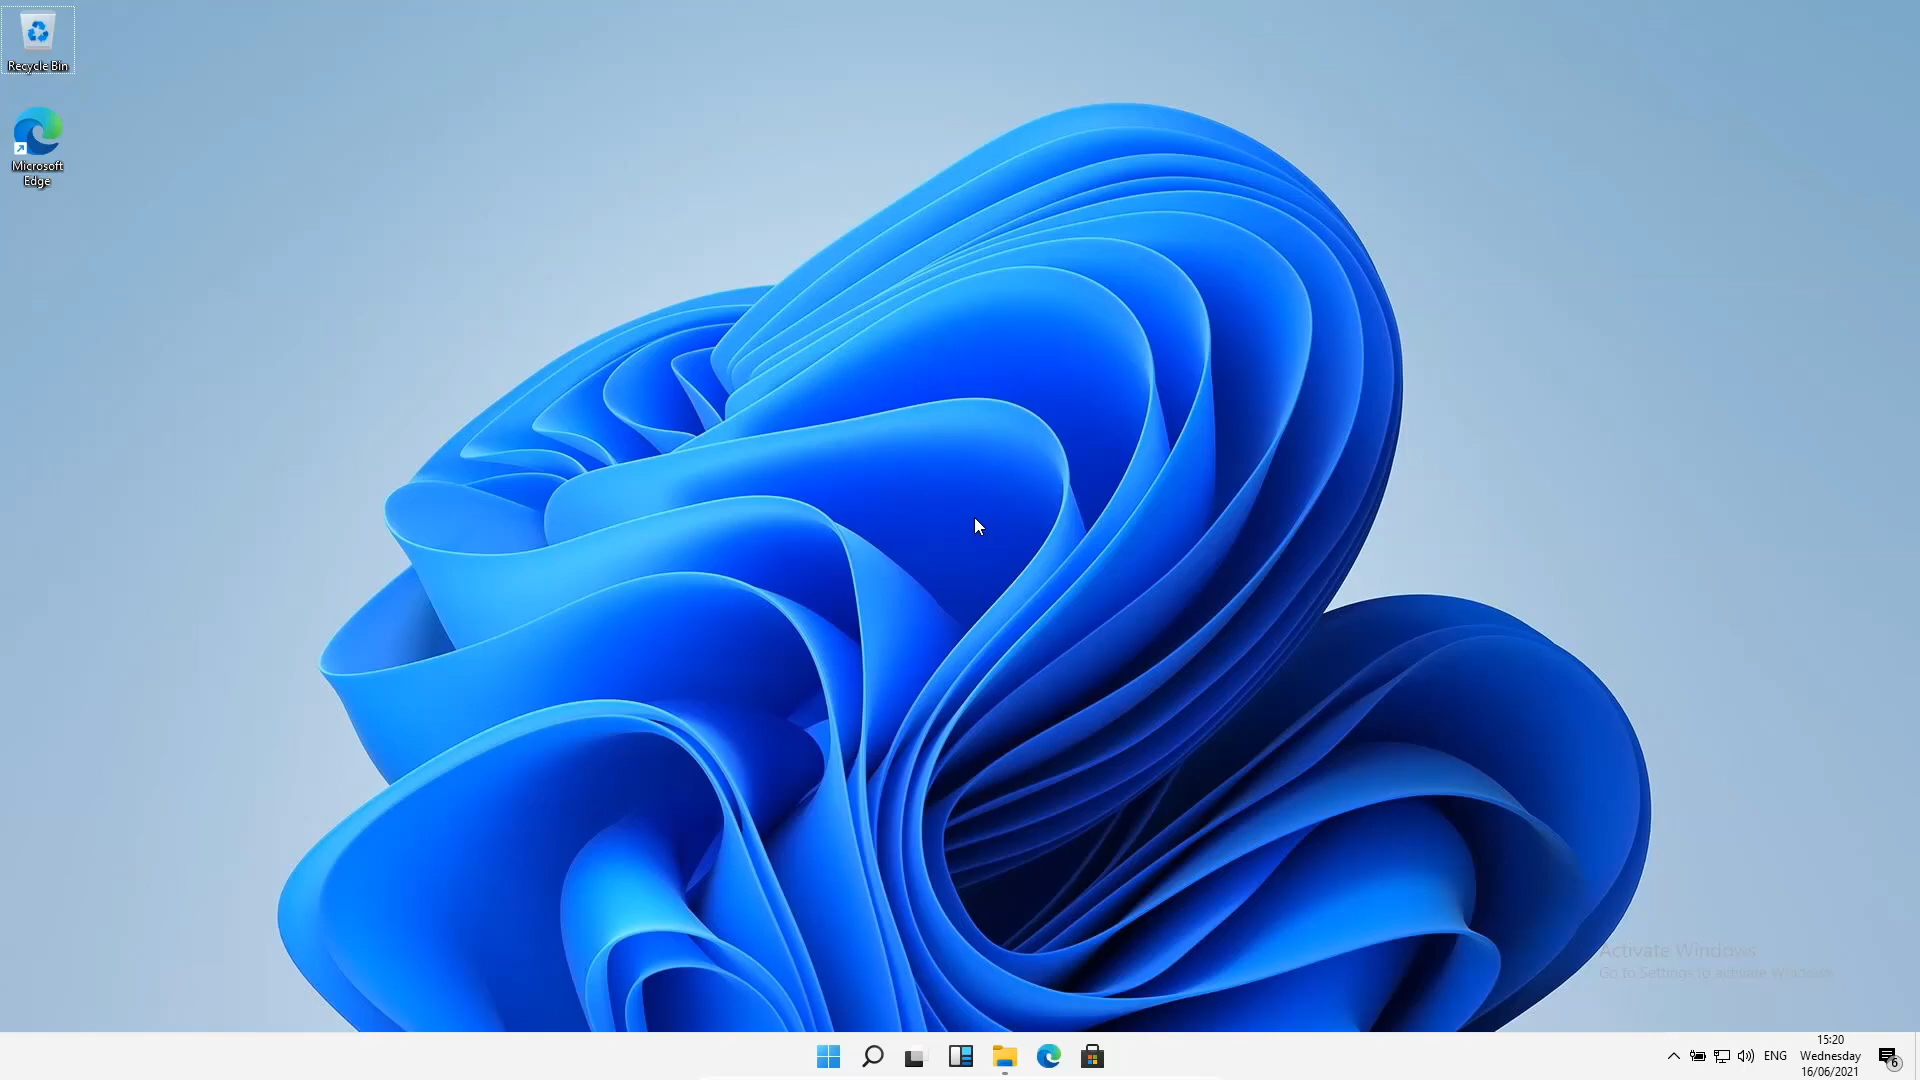 Recycle Bin
Microsoft
Edge
Activate Windows
Go to Settings to activate Windows.
15:20
ENG
Wednesday
16/06/2021
6